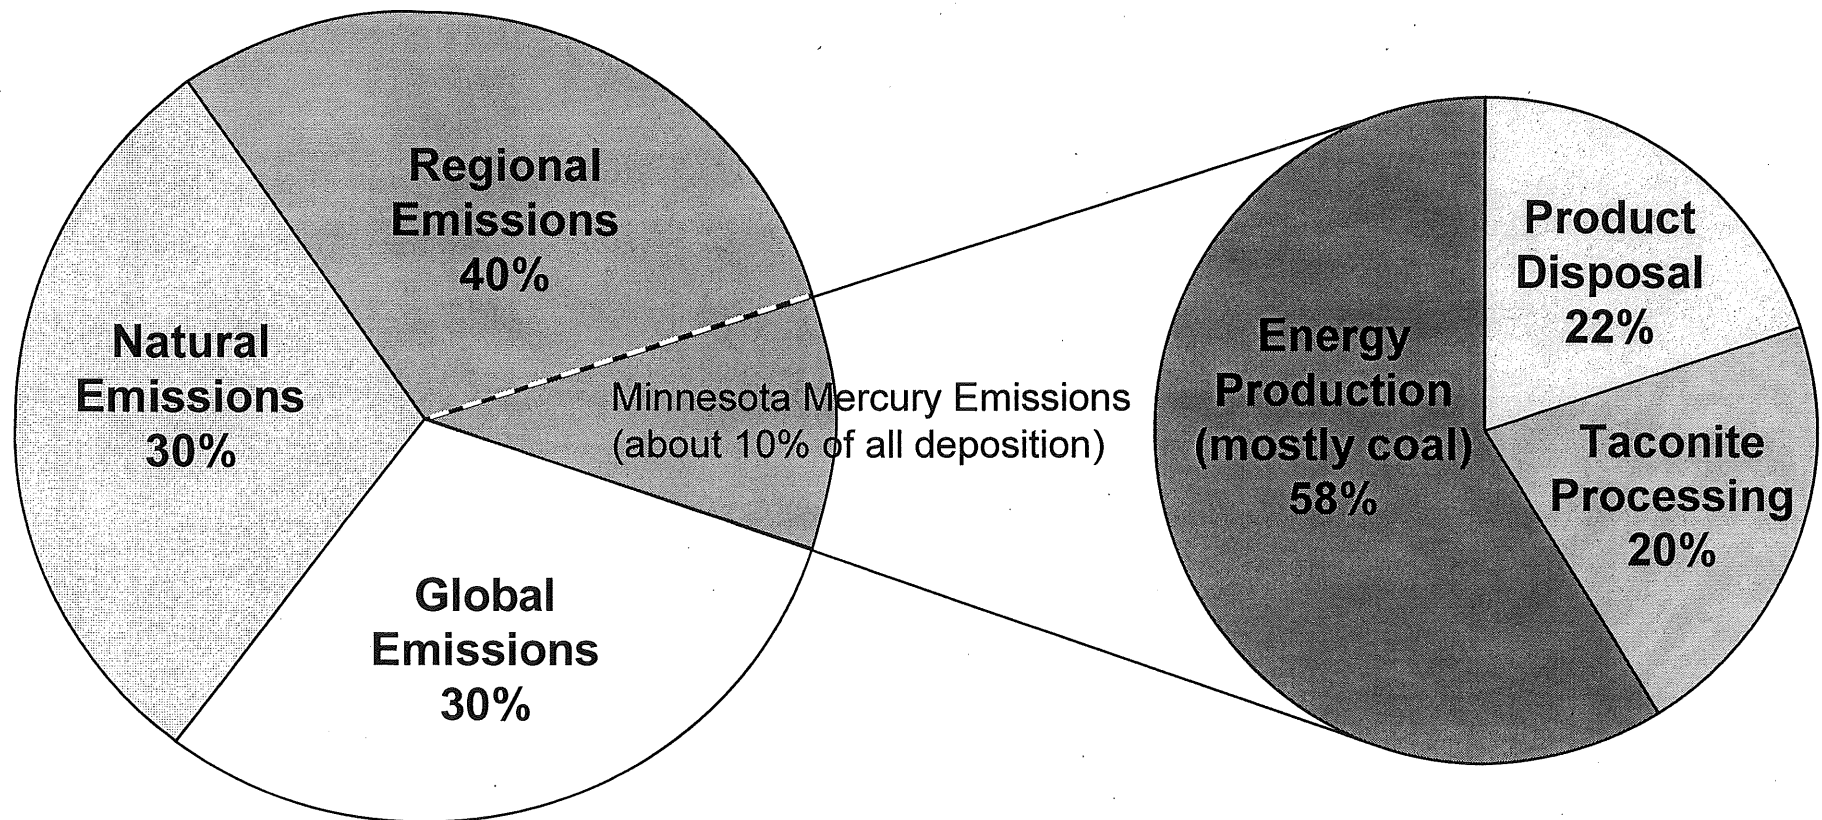 Regional
Emissions
40%
Natural
Emissions
30%
Minnesota Mercury Emissions
(about 10% of all deposition)
Global
Emissions
30%
Product
Disposal
22%
Energy
Production
(mostly coal)
58%
Taconite
Processing
20%